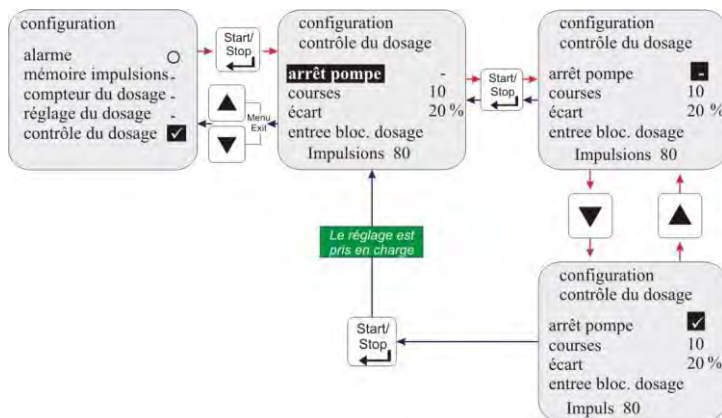 configuration
alarme
mémoire impulsions -
compteur du dosage -
réglage du dosage -
contrôle du dosage
Start/
Stop
Menu
Exit
configuration
contrôle du dosage
arrêt pompe -
courses 10
écart 20 %
entree bloc. dosage
Impulsions 80
Start/
Stop
configuration
contrôle du dosage
arrêt pompe -
courses 10
écart 20 %
entree bloc. dosage
Impulsions 80
Le réglage est
pris en charge
Start/
Stop
configuration
contrôle du dosage
arrêt pompe
courses 10
écart 20 %
entree bloc. dosage
Impuls 80